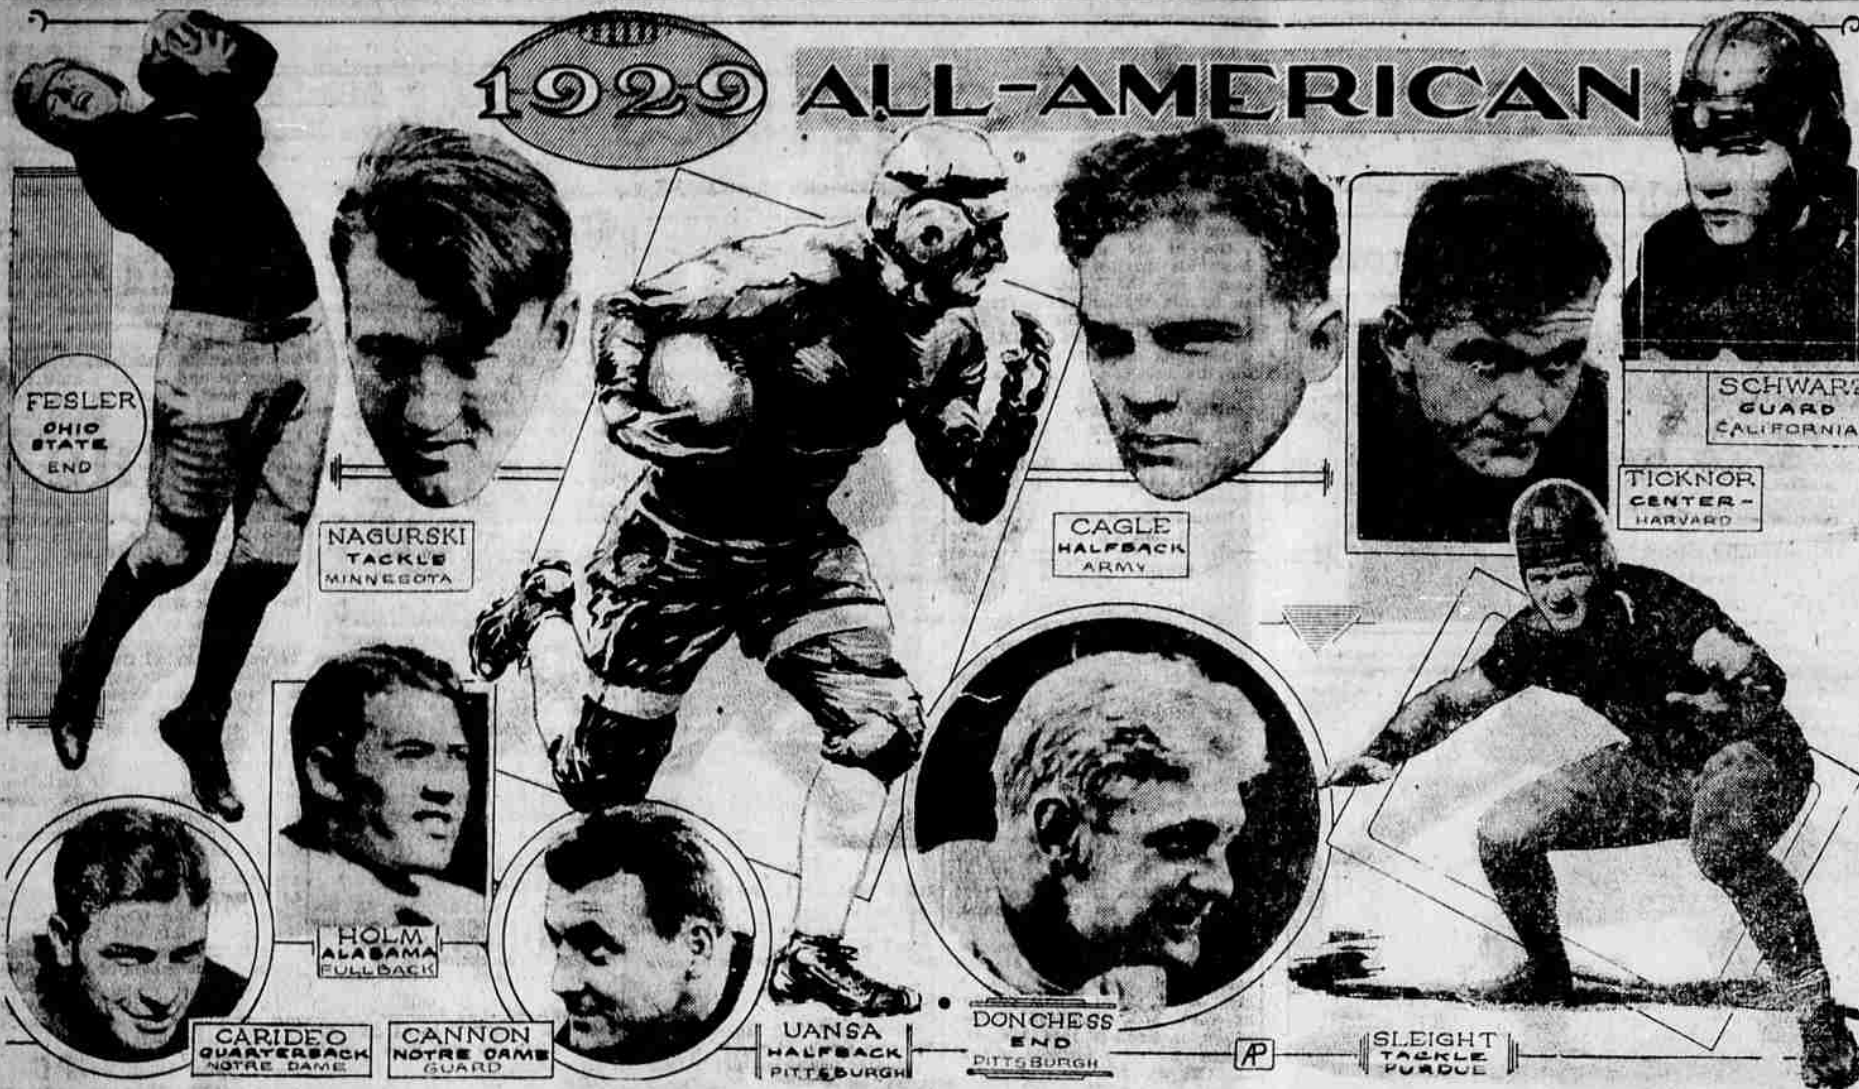 1929 ALL-AMERICAN
FESLER
OHIO
STATE
END
NAGURSKI
TACKLE
MINNESOTA
CAGLE
HALFBACK
ARMY
SCHWARZ
GUARD
CALIFORNIA
TICKNOR
CENTER-
HARVARD
HOLM
ALABAMA
FULLBACK
CARIDEO
QUARTERBACK
NOTRE DAME
CANNON
NOTRE DAME
GUARD
UANSA
HALFBACK
PITTSBURGH
DONCHESS
END
PITTSBURGH
AP
SLEIGHT
TACKLE
PURDUE